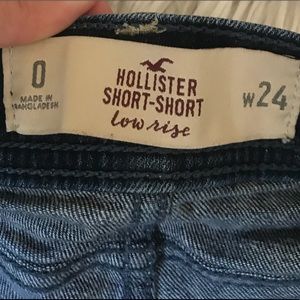 0
MADE IN
BANGLADESH
HOLLISTER
SHORT-SHORT
low rise
W24